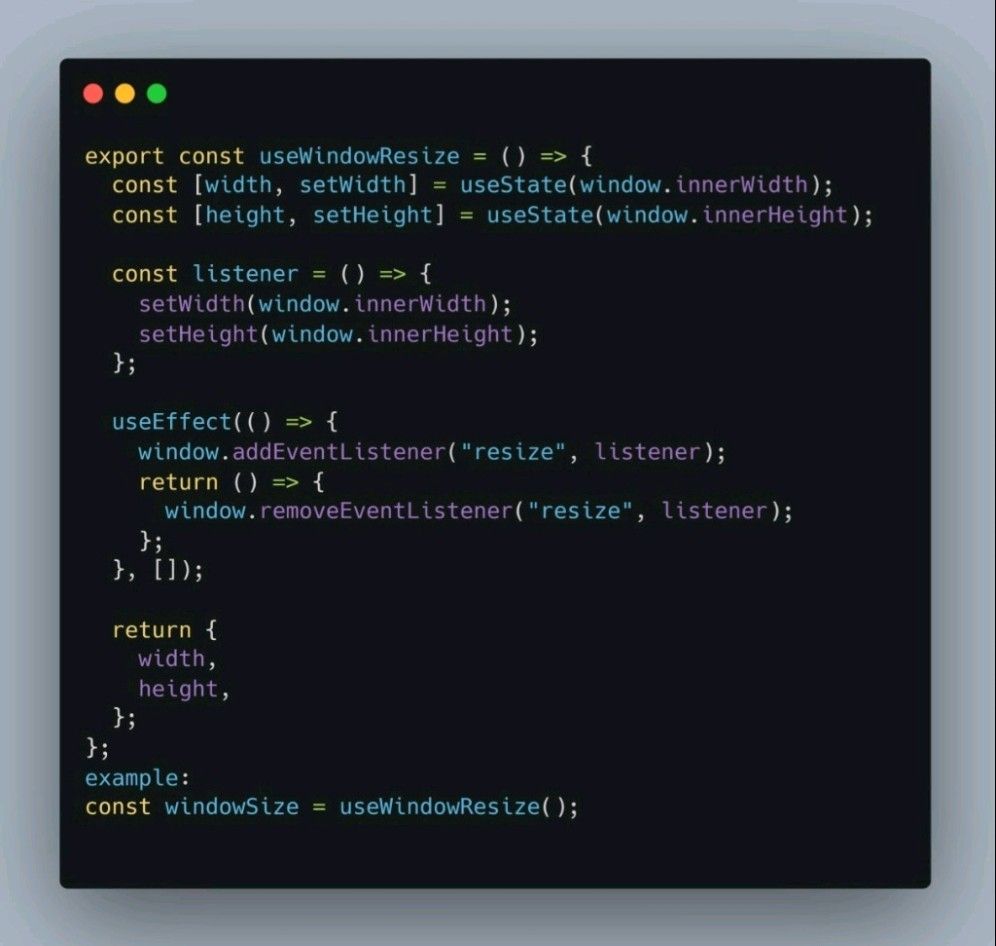 export const useWindowResize = () => {
  const [width, setWidth] = useState(window.innerWidth);
  const [height, setHeight] = useState(window.innerHeight);

  const listener = () => {
    setWidth(window.innerWidth);
    setHeight(window.innerHeight);
  };

  useEffect(() => {
    window.addEventListener("resize", listener);
    return () => {
      window.removeEventListener("resize", listener);
    };
  }, []);

  return {
    width,
    height,
  };
};
example:
const windowSize = useWindowResize();